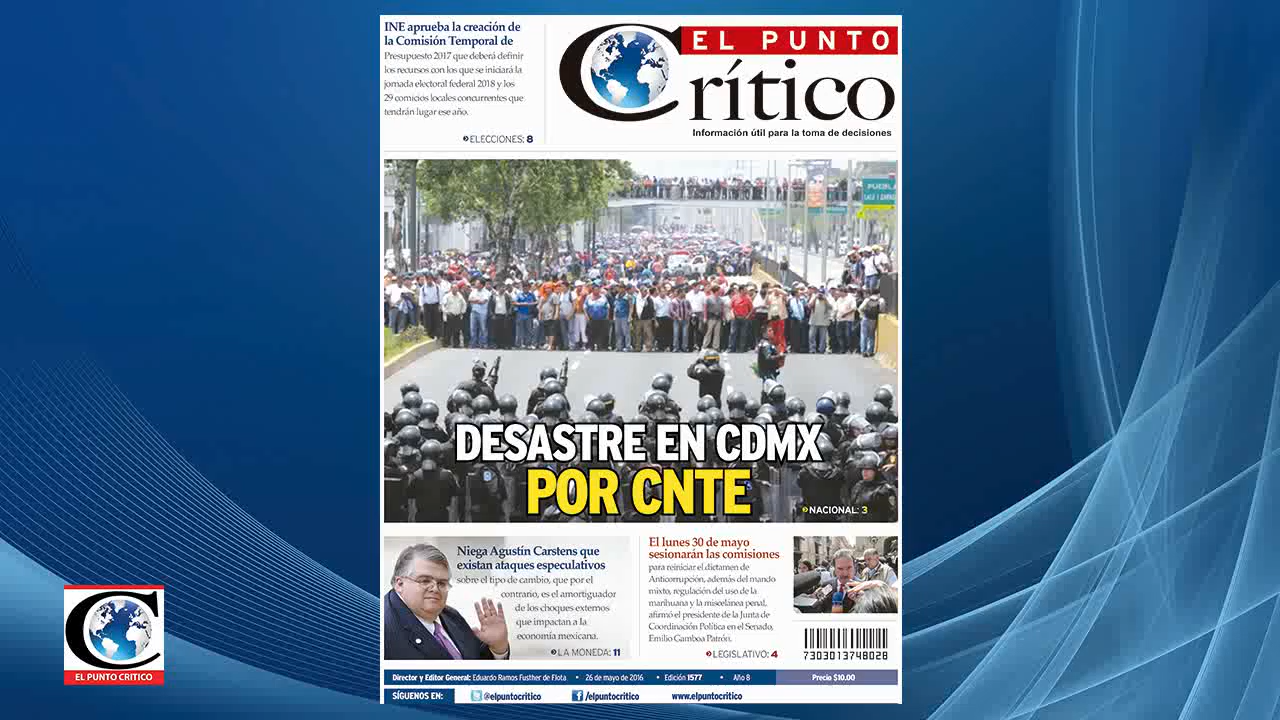 INE aprueba la creación de
la Comisión Temporal de
Presupuesto 2017 que deberá definir
los recursos con los que se iniciará la
jornada electoral federal 2018 y los
29 comicios locales concurrentes que
tendrán lugar ese año.
ELECCIONES: 8
EL PUNTO
Crítico
Información útil para la toma de decisiones
PUEBLA
DESASTRE EN CDMX
POR CNTE
NACIONAL: 3
Niega Agustín Carstens que
existan ataques especulativos
sobre el tipo de cambio, que por el
contrario, es el amortiguador
de los choques externos
que impactan a la
economía mexicana.
LA MONEDA: 11
El lunes 30 de mayo
sesionarán las comisiones
para reiniciar el dictamen de
Anticorrupción, además del mando
mixto, regulación del uso de la
marihuana y la miscelánea penal,
afirmó el presidente de la Junta de
Coordinación Política en el Senado,
Emilio Gamboa Patrón.
LEGISLATIVO: 4
7303013748028
Director y Editor General: Eduardo Ramos Fusther de Flota • 26 de mayo de 2016 • Edición 1577 • Año 8 Precio $10.00
SÍGUENOS EN: @elpuntocritico /elpuntocritico www.elpuntocritico.com
C
EL PUNTO CRITICO